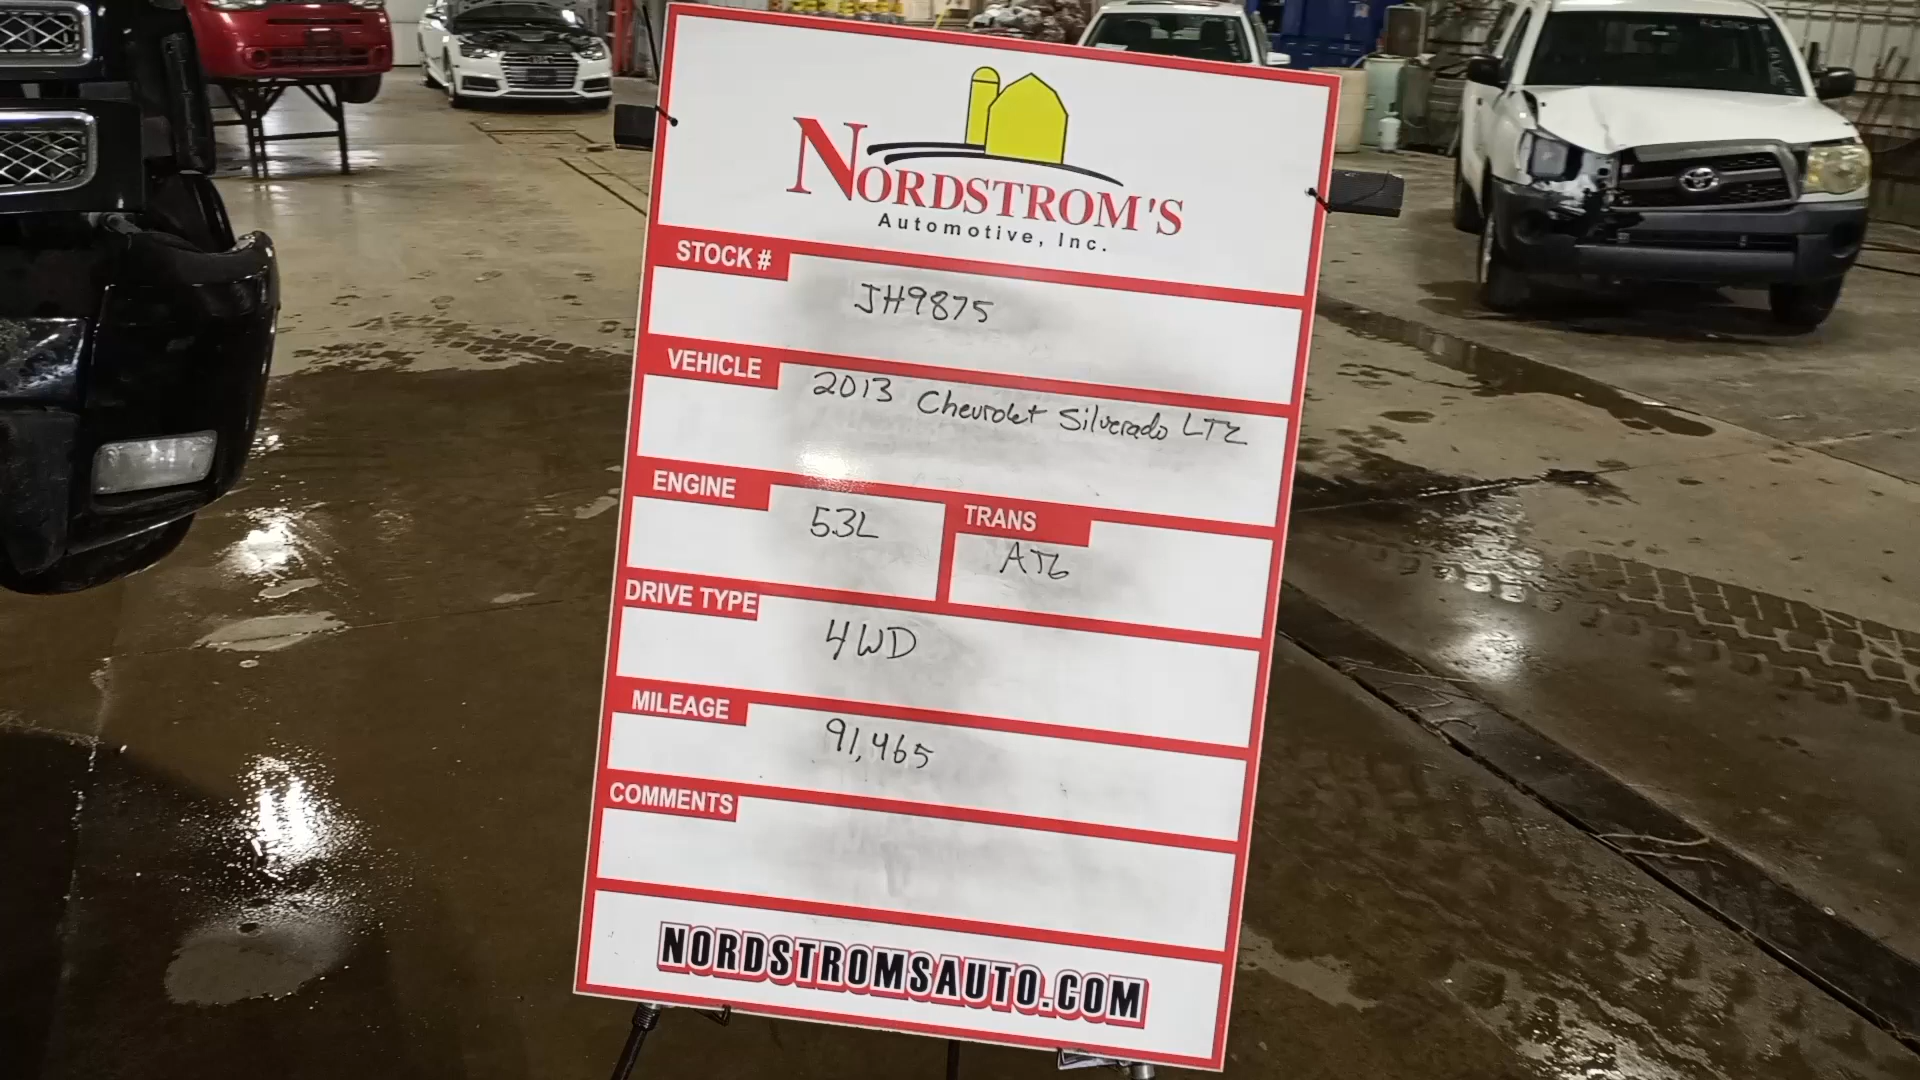 NORDSTROM'S
Automotive, Inc.
STOCK #
JH9875
VEHICLE
2013 Chevrolet Silverado LTZ
ENGINE
5.3L
TRANS
AT6
DRIVE TYPE
4WD
MILEAGE
91,465
COMMENTS
NORDSTROMSAUTO.COM